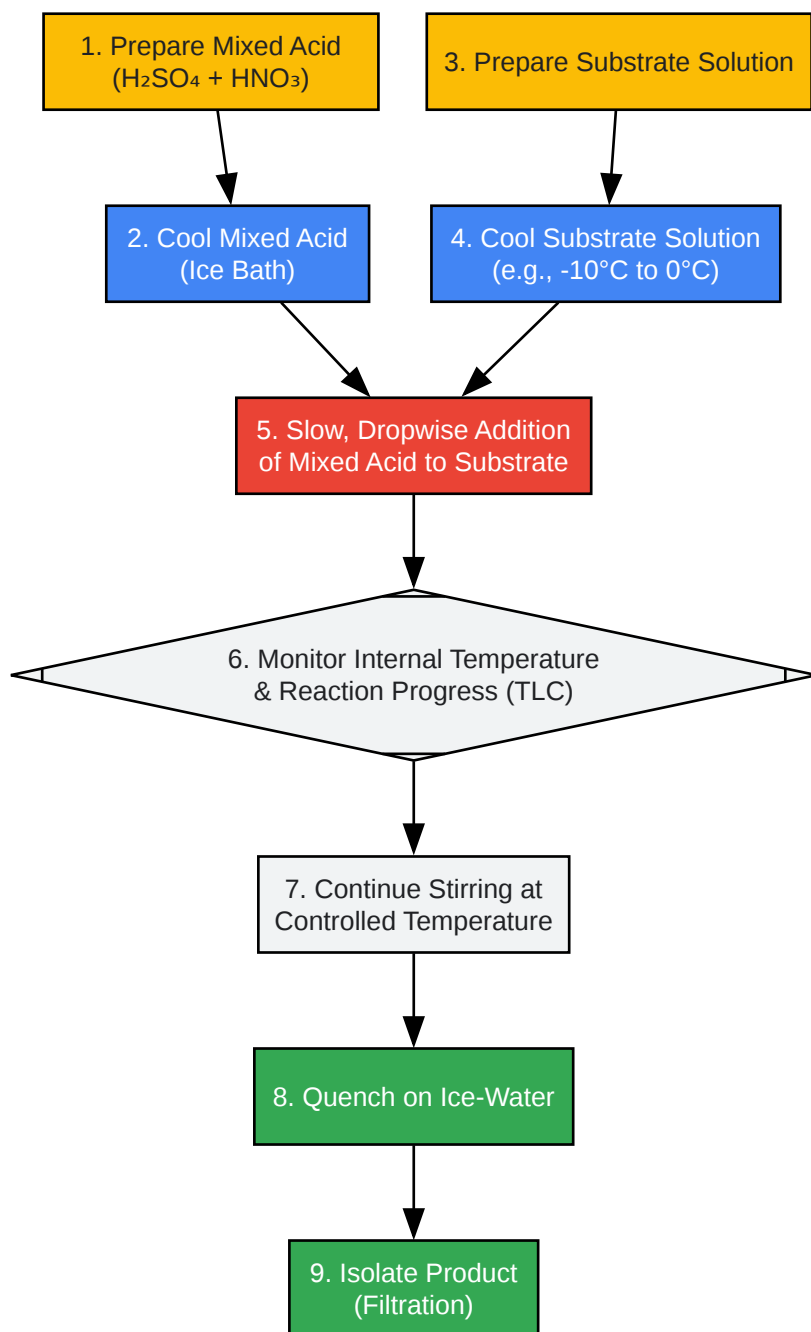 1. Prepare Mixed Acid
(H₂SO₄ + HNO₃)
3. Prepare Substrate Solution
2. Cool Mixed Acid
(Ice Bath)
4. Cool Substrate Solution
(e.g., -10°C to 0°C)
5. Slow, Dropwise Addition
of Mixed Acid to Substrate
6. Monitor Internal Temperature
& Reaction Progress (TLC)
7. Continue Stirring at
Controlled Temperature
8. Quench on Ice-Water
9. Isolate Product
(Filtration)